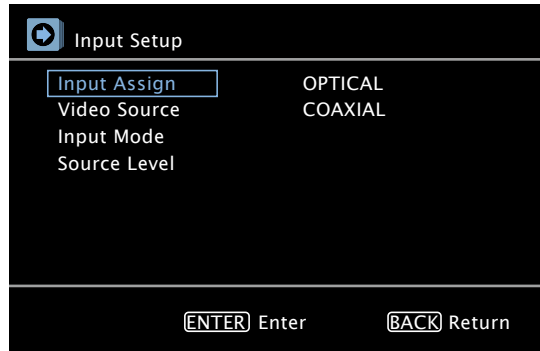 Input Setup
Input Assign OPTICAL
Video Source COAXIAL
Input Mode
Source Level
ENTER Enter BACK Return